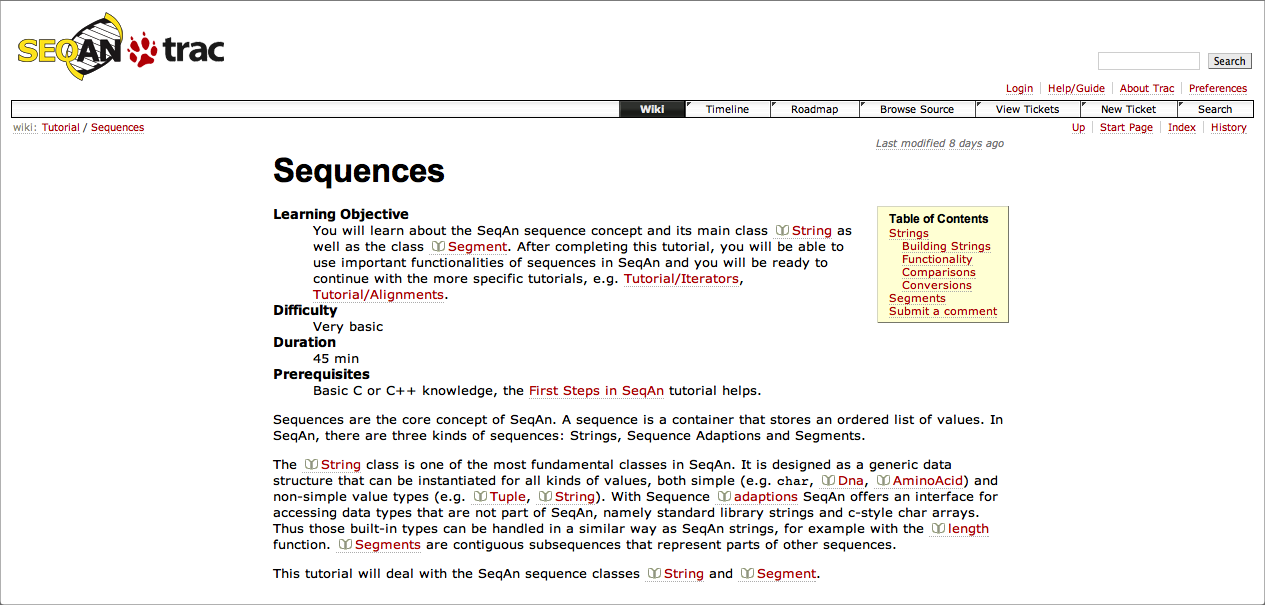 SEQAN trac
Search
Login Help/Guide About Trac Preferences
Wiki Timeline Roadmap Browse Source View Tickets New Ticket Search
wiki: Tutorial / Sequences
Up Start Page Index History
Last modified 8 days ago
Sequences
Learning Objective
You will learn about the SeqAn sequence concept and its main class String as
well as the class Segment. After completing this tutorial, you will be able to
use important functionalities of sequences in SeqAn and you will be ready to
continue with the more specific tutorials, e.g. Tutorial/Iterators,
Tutorial/Alignments.
Difficulty
Very basic
Duration
45 min
Prerequisites
Basic C or C++ knowledge, the First Steps in SeqAn tutorial helps.
Table of Contents
Strings
Building Strings
Functionality
Comparisons
Conversions
Segments
Submit a comment
Sequences are the core concept of SeqAn. A sequence is a container that stores an ordered list of values. In
SeqAn, there are three kinds of sequences: Strings, Sequence Adaptions and Segments.
The String class is one of the most fundamental classes in SeqAn. It is designed as a generic data
structure that can be instantiated for all kinds of values, both simple (e.g. char, Dna, AminoAcid) and
non-simple value types (e.g. Tuple, String). With Sequence adaptions SeqAn offers an interface for
accessing data types that are not part of SeqAn, namely standard library strings and c-style char arrays.
Thus those built-in types can be handled in a similar way as SeqAn strings, for example with the length
function. Segments are contiguous subsequences that represent parts of other sequences.
This tutorial will deal with the SeqAn sequence classes String and Segment.